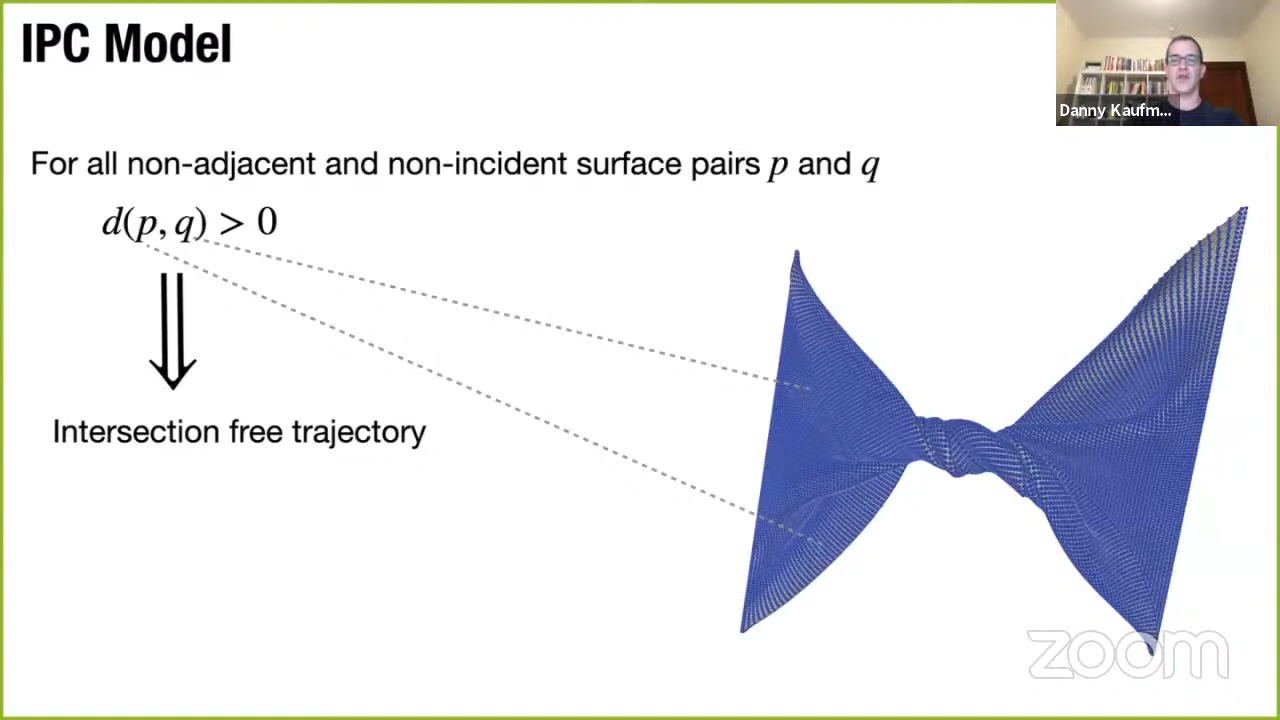 IPC Model
Danny Kaufm...
For all non-adjacent and non-incident surface pairs p and q
d(p, q) > 0
Intersection free trajectory
zoom